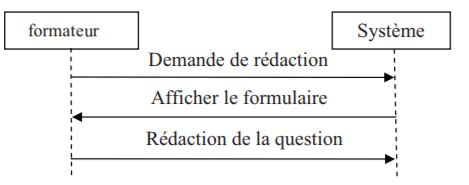 formateur
Système
Demande de rédaction
Afficher le formulaire
Rédaction de la question